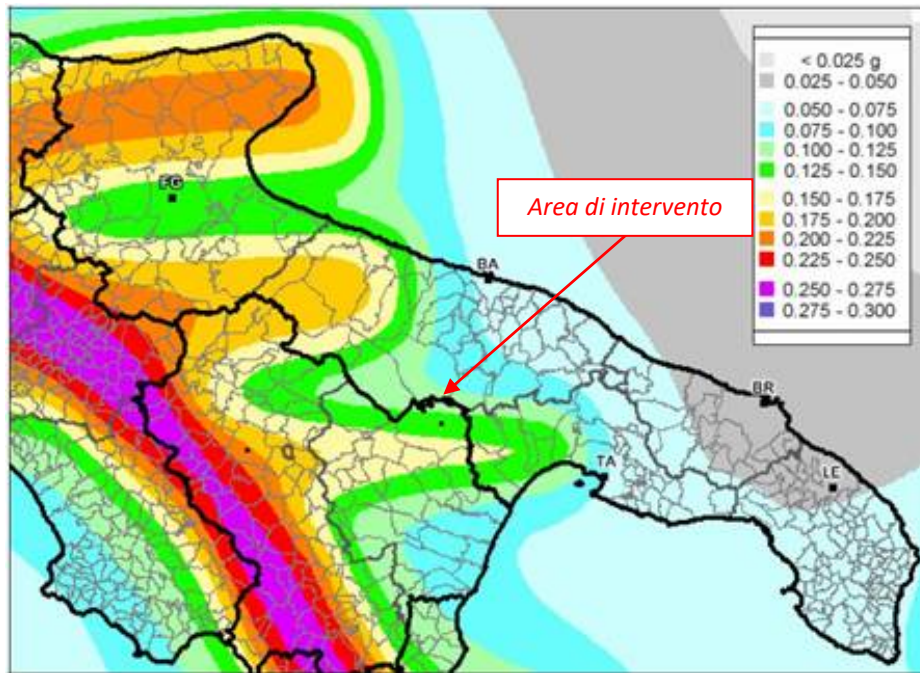 < 0.025 g
0.025 - 0.050
0.050 - 0.075
0.075 - 0.100
0.100 - 0.125
0.125 - 0.150
0.150 - 0.175
0.175 - 0.200
0.200 - 0.225
0.225 - 0.250
0.250 - 0.275
0.275 - 0.300
FG
Area di intervento
BA
BR
TA
LE